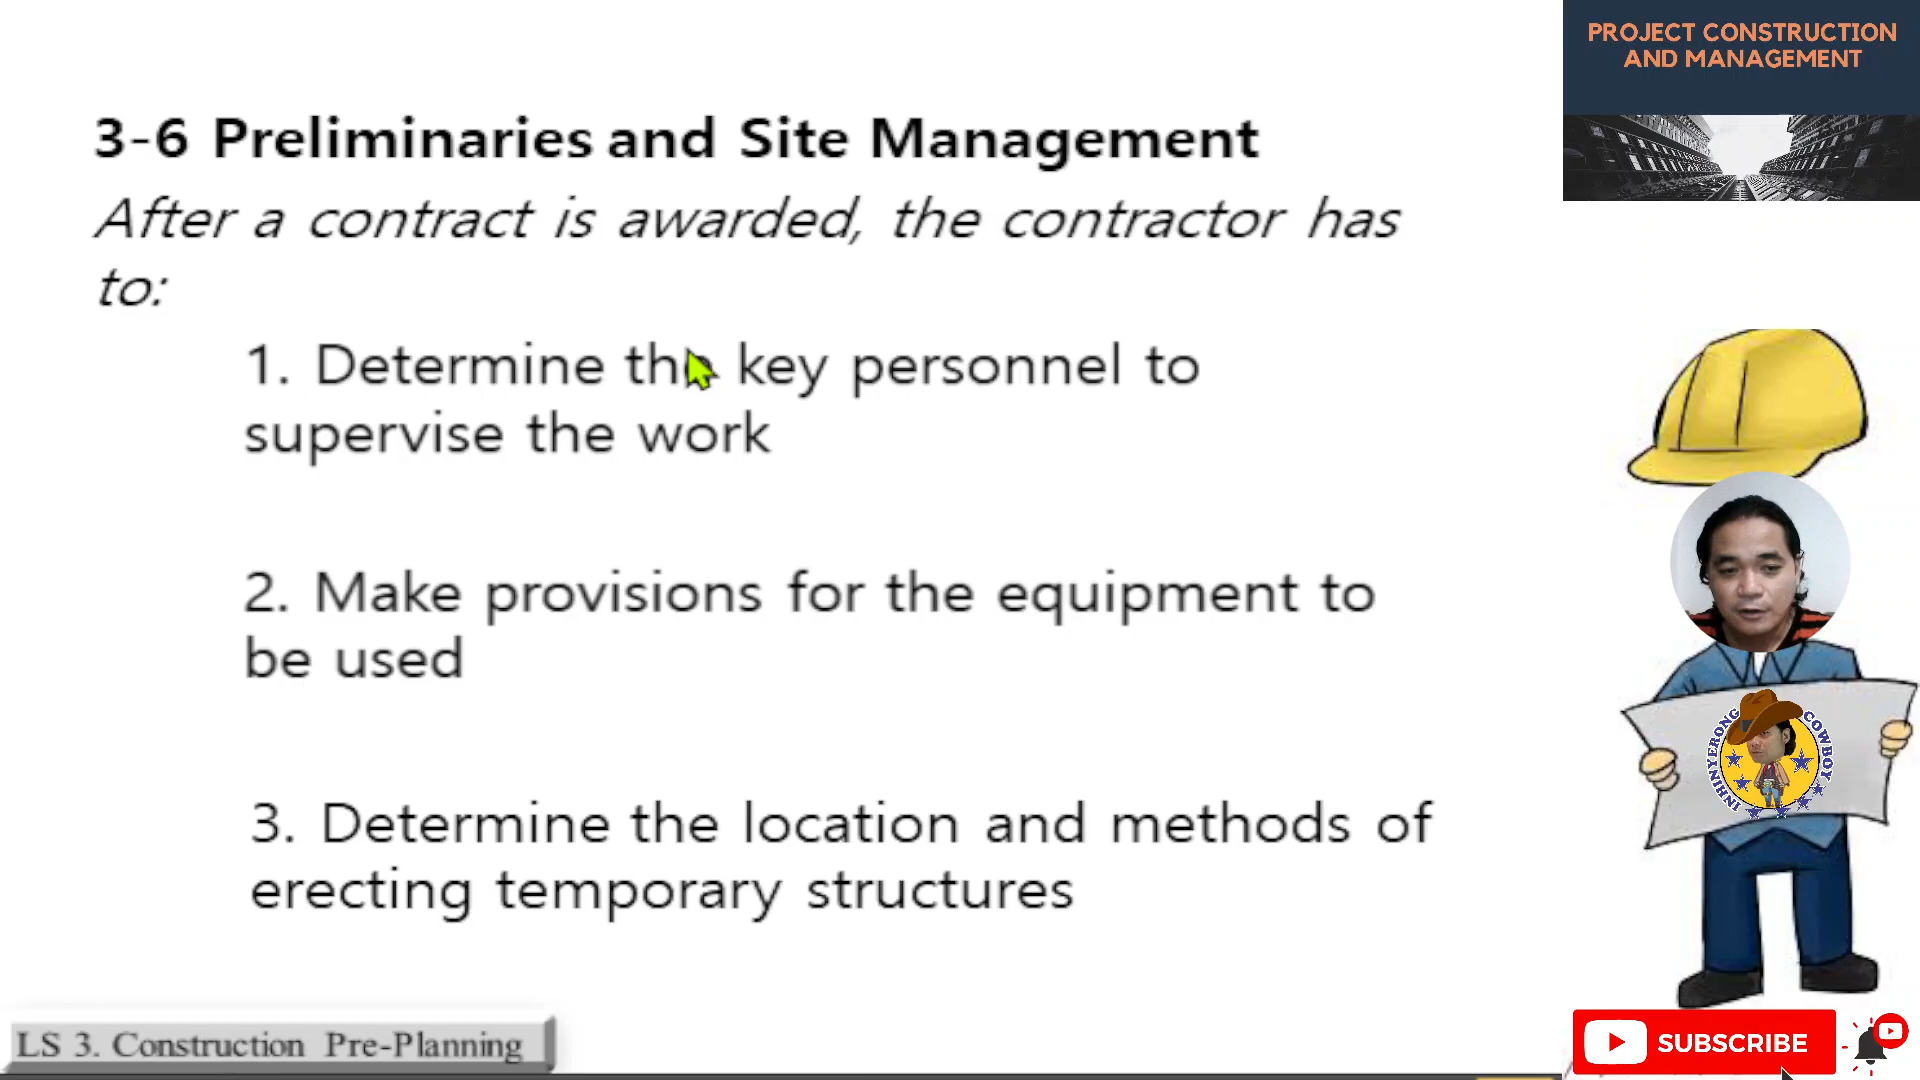 PROJECT CONSTRUCTION
AND MANAGEMENT
3-6 Preliminaries and Site Management
After a contract is awarded, the contractor has
to:
1. Determine the key personnel to
supervise the work
2. Make provisions for the equipment to
be used
3. Determine the location and methods of
erecting temporary structures
INHINYERONG COWBOY
LS 3. Construction Pre-Planning
SUBSCRIBE